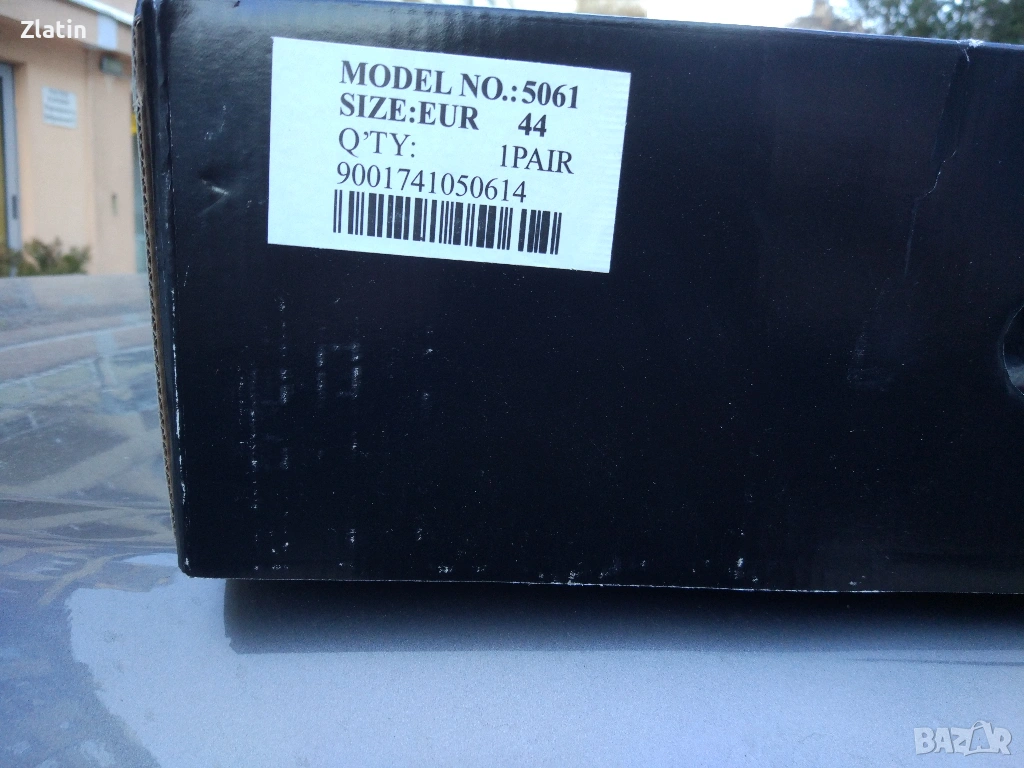 Zlatin
MODEL NO.:5061
SIZE:EUR 44
Q'TY: 1PAIR
9001741050614
BAZAR